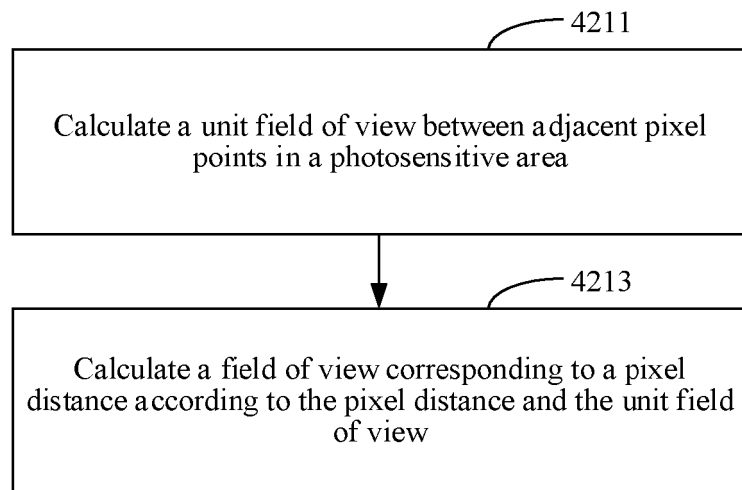 4211
Calculate a unit field of view between adjacent pixel
points in a photosensitive area
4213
Calculate a field of view corresponding to a pixel
distance according to the pixel distance and the unit field
of view